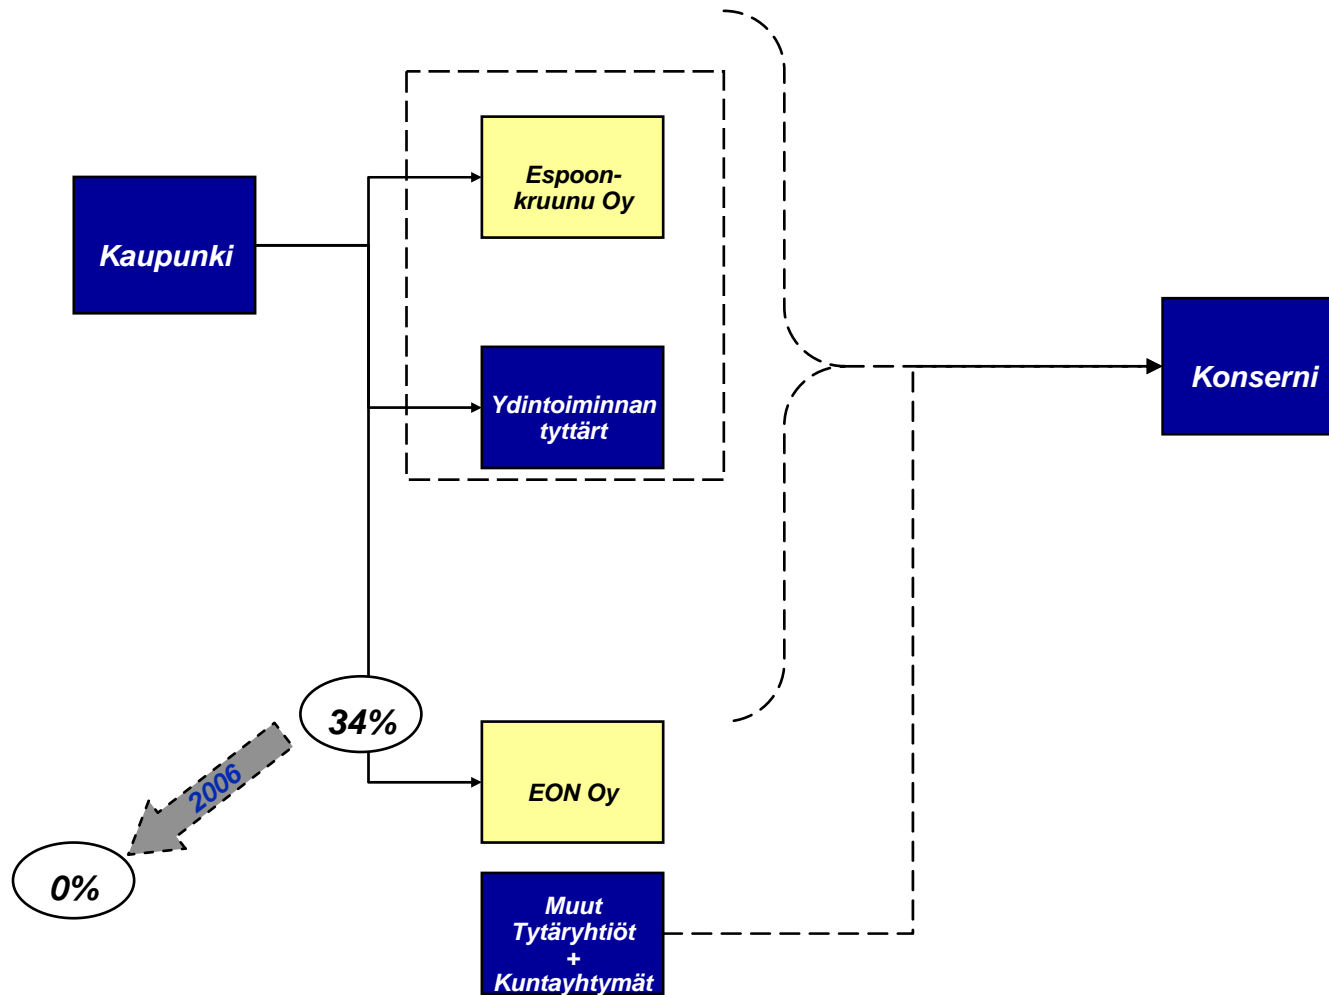 Espoon-
kruunu Oy
Kaupunki
Ydintoiminnan
tyttärt
Konserni
34%
2006
EON Oy
0%
Muut
Tytäryhtiöt
+
Kuntayhtymät